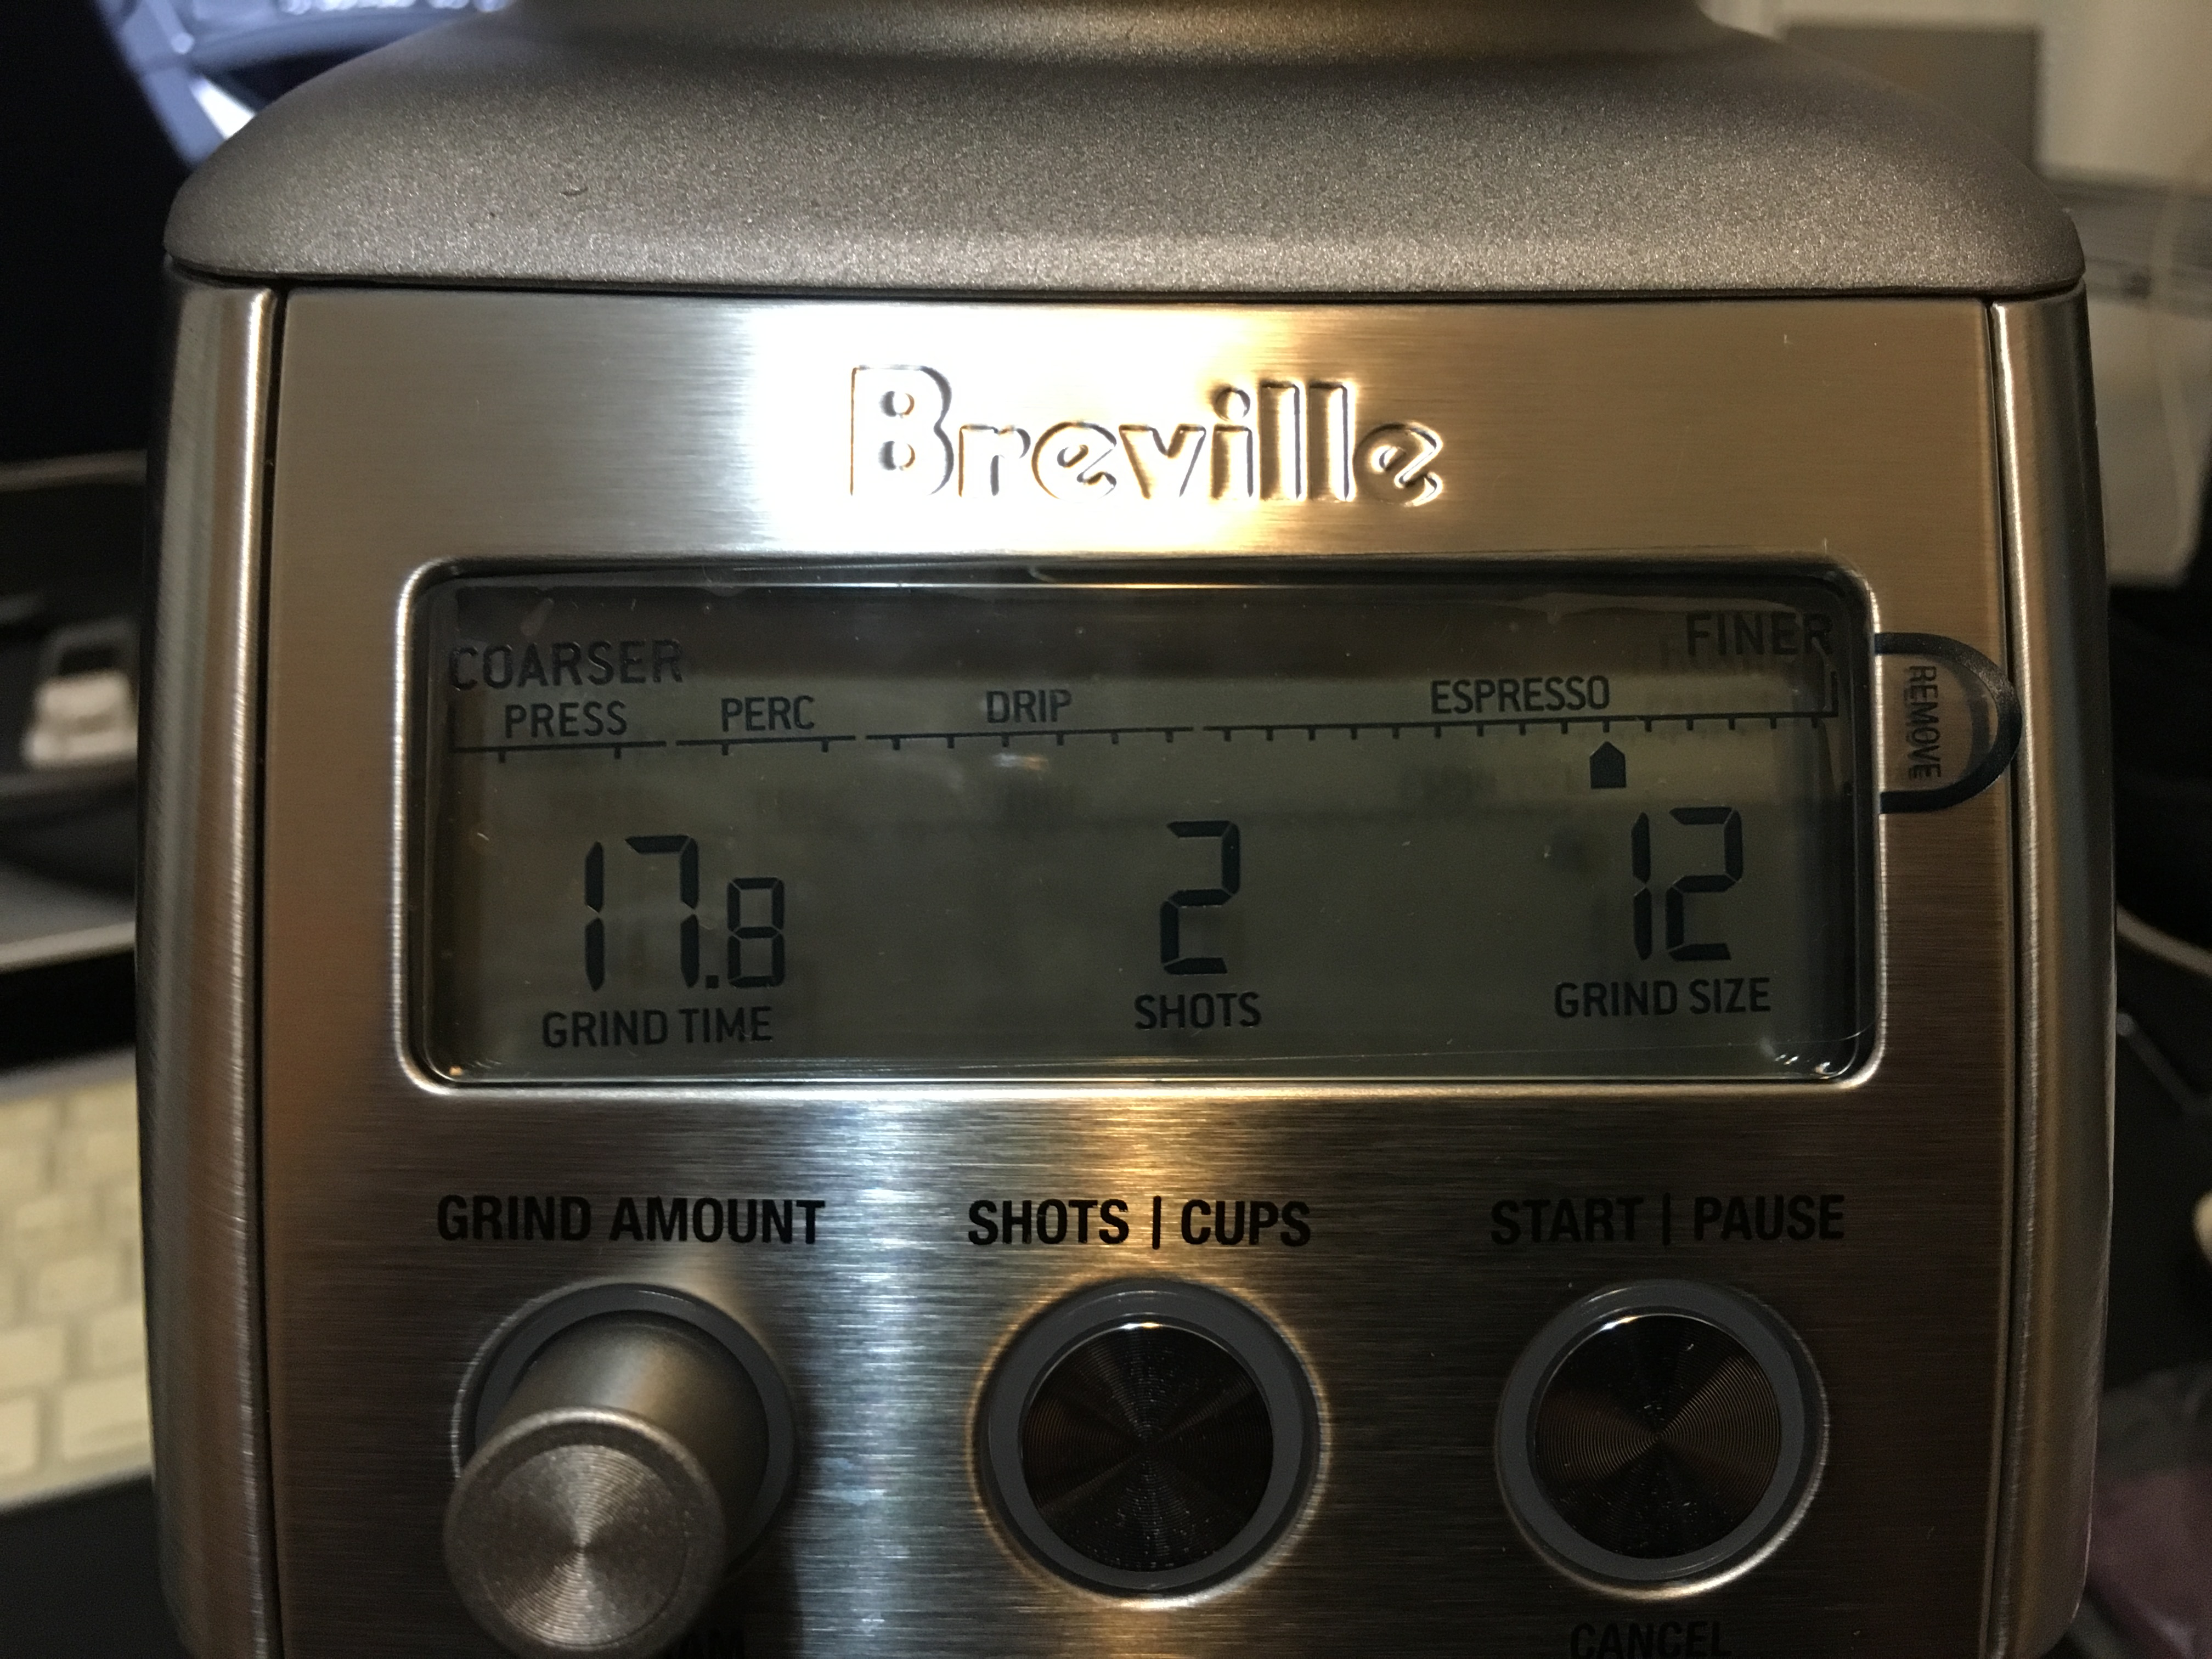 Breville
COARSER
FINER
PRESS PERC DRIP ESPRESSO
REMOVE
17.8 2 12
GRIND TIME SHOTS GRIND SIZE
GRIND AMOUNT SHOTS | CUPS START | PAUSE
CANCEL